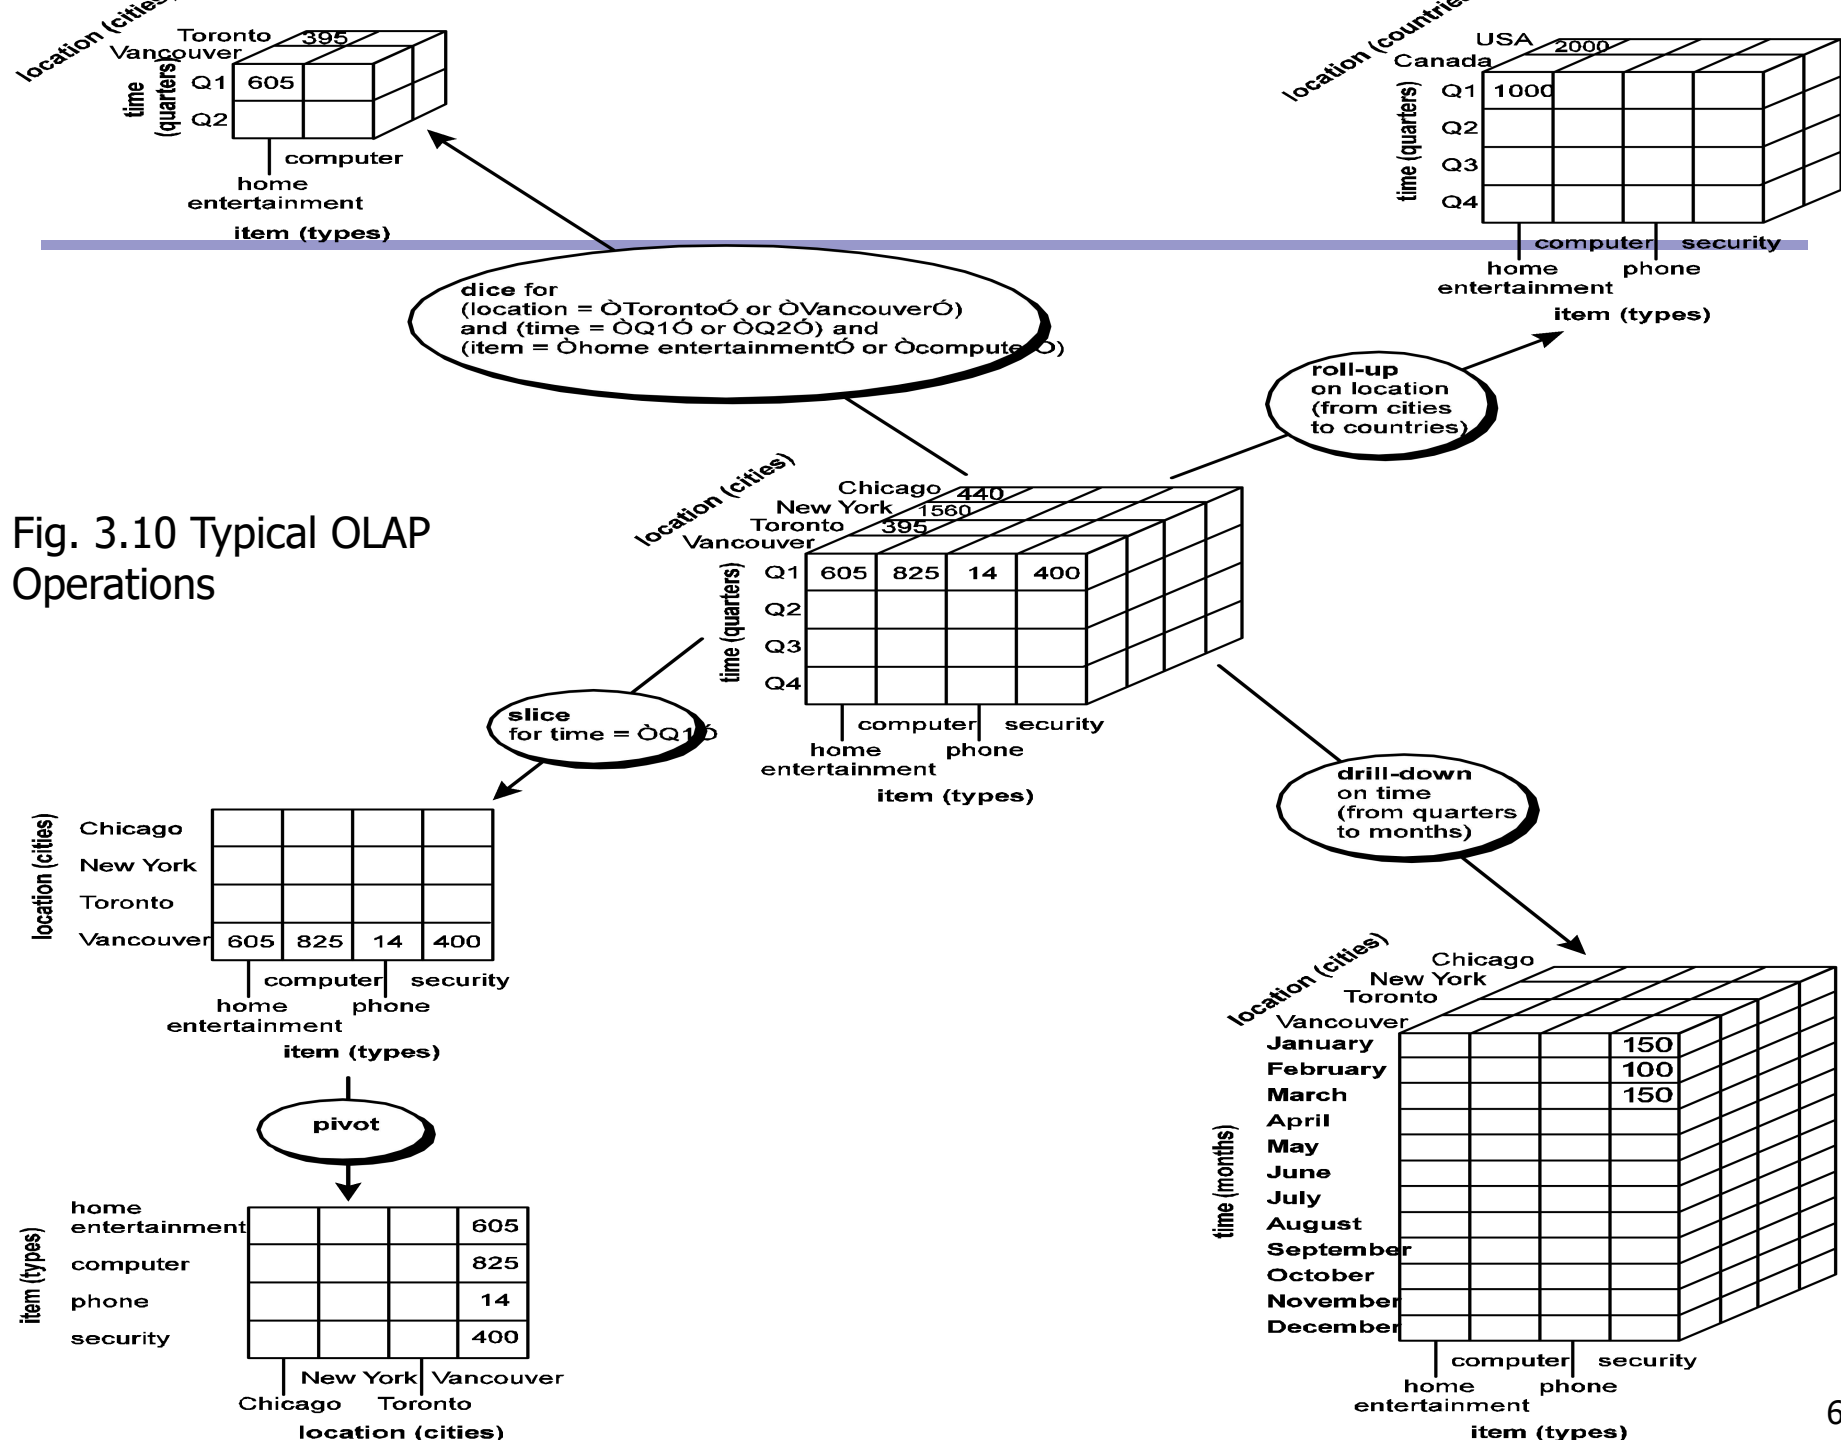 location (cities)
Toronto 395
Vancouver
time (quarters)
Q1 605
Q2
computer
home
entertainment
item (types)
location (countries)
USA 2000
Canada
time (quarters)
Q1 1000
Q2
Q3
Q4
computer security
home phone
entertainment
item (types)
dice for
(location = ÒTorontoÓ or ÒVancouverÓ)
and (time = ÒQ1Ó or ÒQ2Ó) and
(item = Òhome entertainmentÓ or ÒcomputerÓ)
roll-up
on location
(from cities
to countries)
Fig. 3.10 Typical OLAP
Operations
location (cities)
Chicago 440
New York 1560
Toronto 395
Vancouver
time (quarters)
Q1 605 825 14 400
Q2
Q3
Q4
computer security
home phone
entertainment
item (types)
slice
for time = ÒQ1Ó
drill-down
on time
(from quarters
to months)
location (cities)
Chicago
New York
Toronto
Vancouver 605 825 14 400
computer security
home phone
entertainment
item (types)
pivot
item (types)
home
entertainment 605
computer 825
phone 14
security 400
New York Vancouver
Chicago Toronto
location (cities)
location (cities)
Chicago
New York
Toronto
Vancouver
time (months)
January 150
February 100
March 150
April
May
June
July
August
September
October
November
December
computer security
home phone
entertainment
item (types)
6